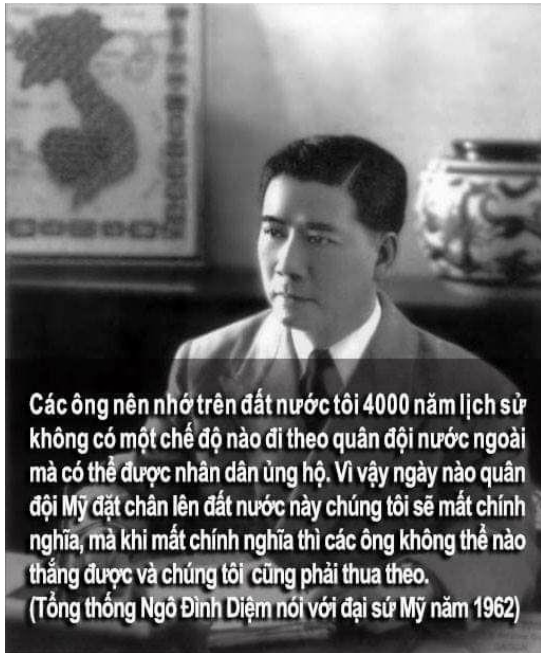 Các ông nên nhớ trên đất nước tôi 4000 năm lịch sử
không có một chế độ nào đi theo quân đội nước ngoài
mà có thể được nhân dân ủng hộ. Vì vậy ngày nào quân
đội Mỹ đặt chân lên đất nước này chúng tôi sẽ mất chính
nghĩa, mà khi mất chính nghĩa thì các ông không thể nào
thắng được và chúng tôi cũng phải thua theo.
(Tổng thống Ngô Đình Diệm nói với đại sứ Mỹ năm 1962)